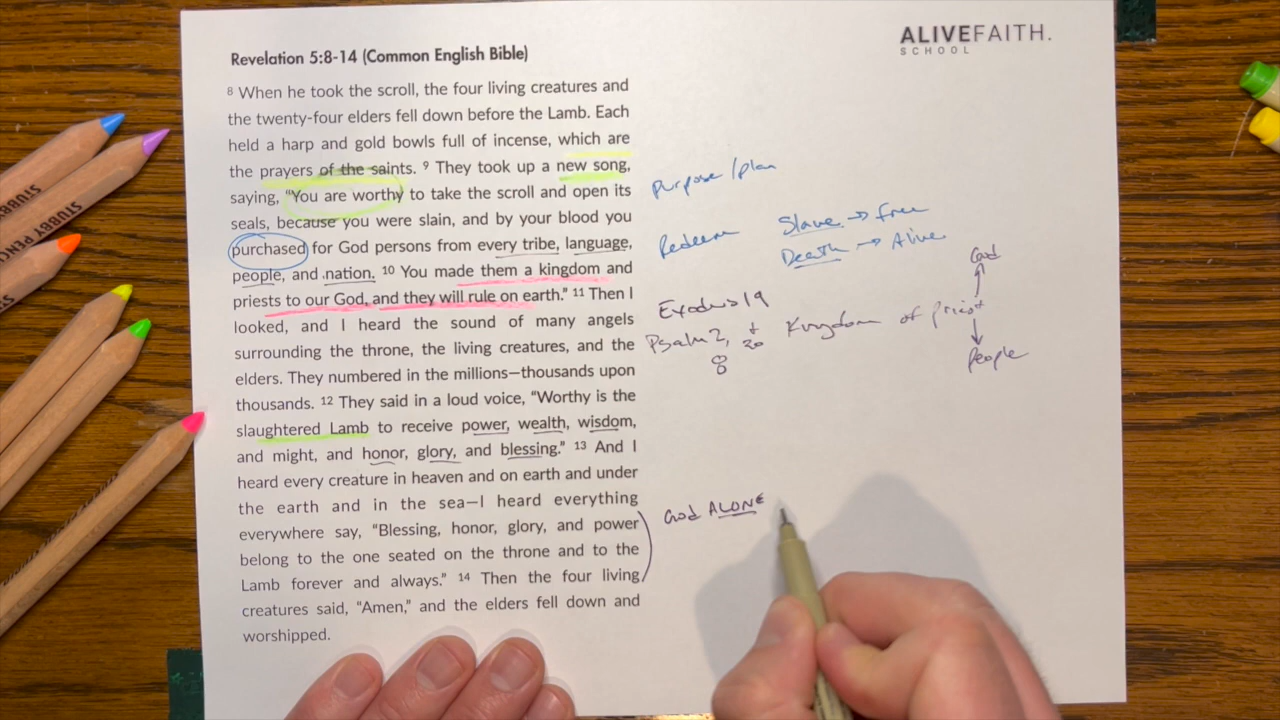 ALIVEFAITH.
SCHOOL
Revelation 5:8-14 (Common English Bible)
8 When he took the scroll, the four living creatures and
the twenty-four elders fell down before the Lamb. Each
held a harp and gold bowls full of incense, which are
the prayers of the saints. 9 They took up a new song,
saying, “You are worthy to take the scroll and open its
seals, because you were slain, and by your blood you
purchased for God persons from every tribe, language,
people, and nation. 10 You made them a kingdom and
priests to our God, and they will rule on earth.” 11 Then I
looked, and I heard the sound of many angels
surrounding the throne, the living creatures, and the
elders. They numbered in the millions—thousands upon
thousands. 12 They said in a loud voice, “Worthy is the
slaughtered Lamb to receive power, wealth, wisdom,
and might, and honor, glory, and blessing.” 13 And I
heard every creature in heaven and on earth and under
the earth and in the sea—I heard everything
everywhere say, “Blessing, honor, glory, and power
belong to the one seated on the throne and to the
Lamb forever and always.” 14 Then the four living
creatures said, “Amen,” and the elders fell down and
worshipped.
Purpose/plan
Slave → Free
Redeem
Death → Alive
God
Exodus 19
Psalm 2, + Kingdom of priest
8 20
People
God ALONE
STUBBY PENC
STUBBY